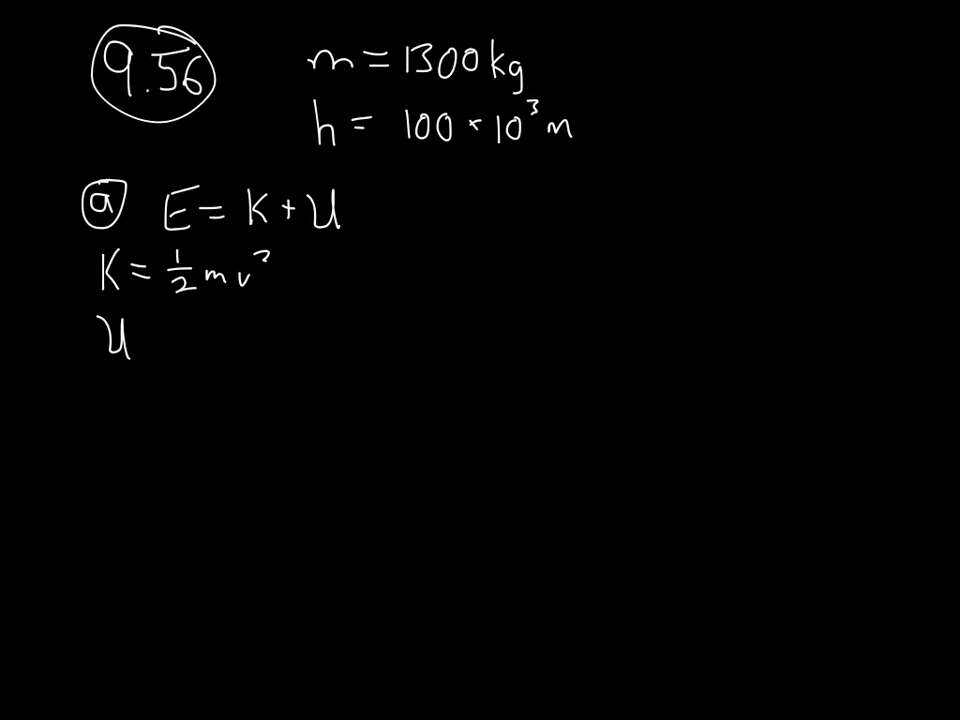 9.56 m = 1300 kg
h = 100 × 10³ m
a E = K + U
K = ½ m v²
U